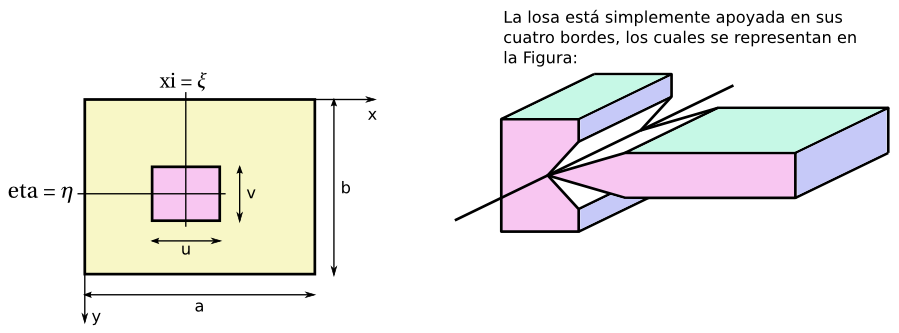 La losa está simplemente apoyada en sus
cuatro bordes, los cuales se representan en
la Figura:
xi = ξ
x
eta = η
v
b
u
a
y